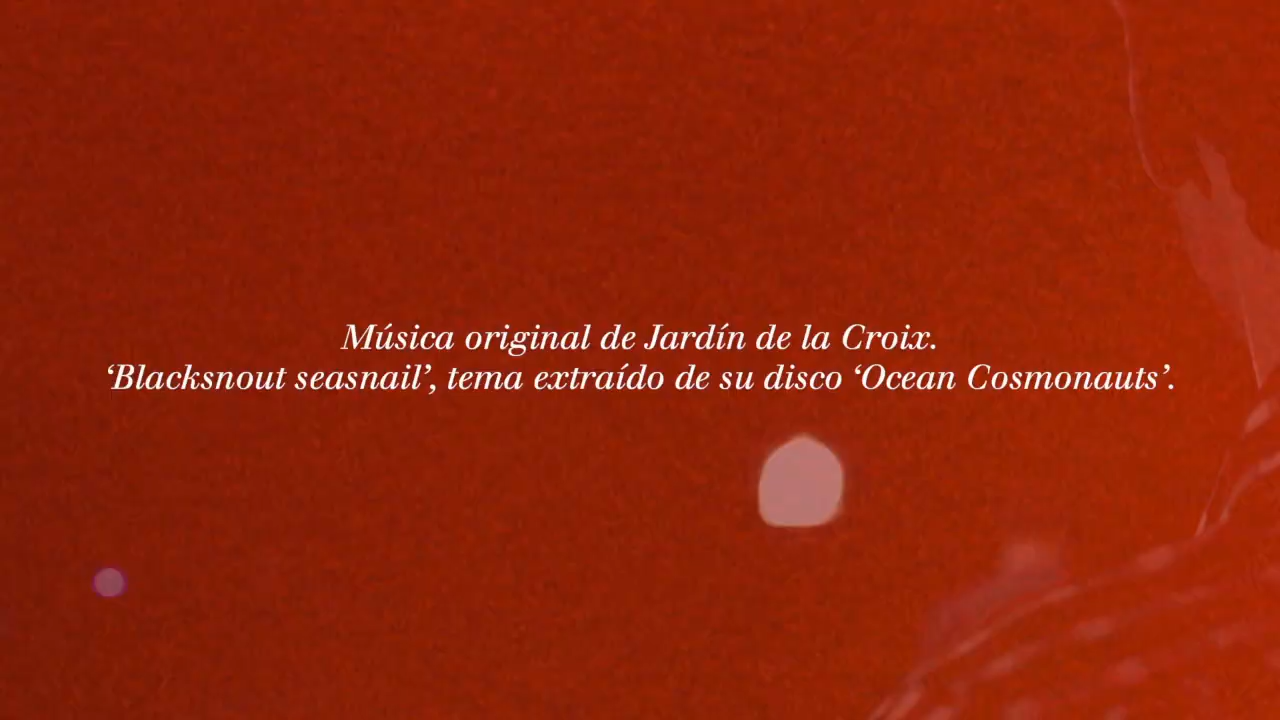 Música original de Jardín de la Croix.
‘Blacksnout seasnail’, tema extraído de su disco ‘Ocean Cosmonauts’.